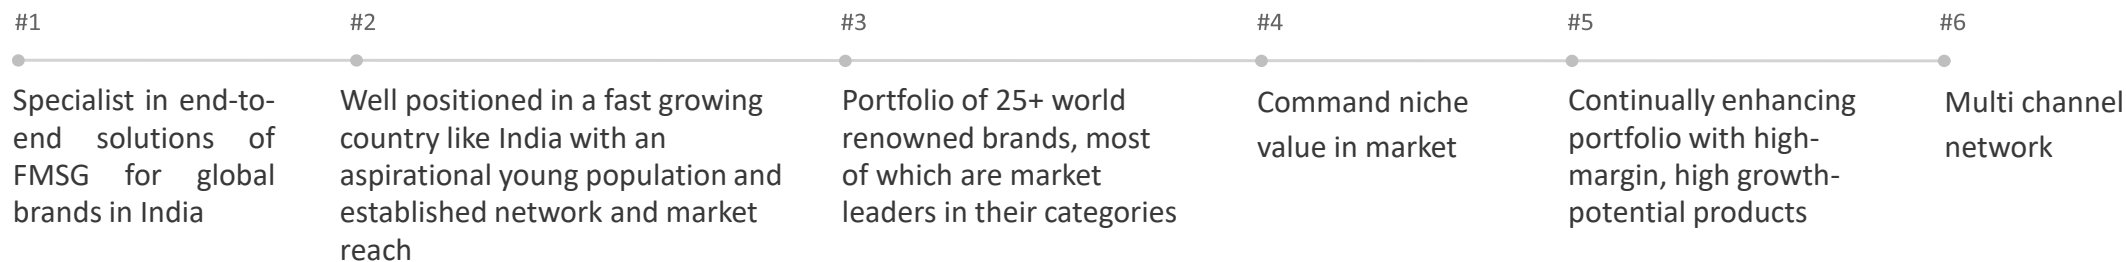 #1
Specialist in end-to-
end solutions of
FMSG for global
brands in India
#2
Well positioned in a fast growing
country like India with an
aspirational young population and
established network and market
reach
#3
Portfolio of 25+ world
renowned brands, most
of which are market
leaders in their categories
#4
Command niche
value in market
#5
Continually enhancing
portfolio with high-
margin, high growth-
potential products
#6
Multi channel
network